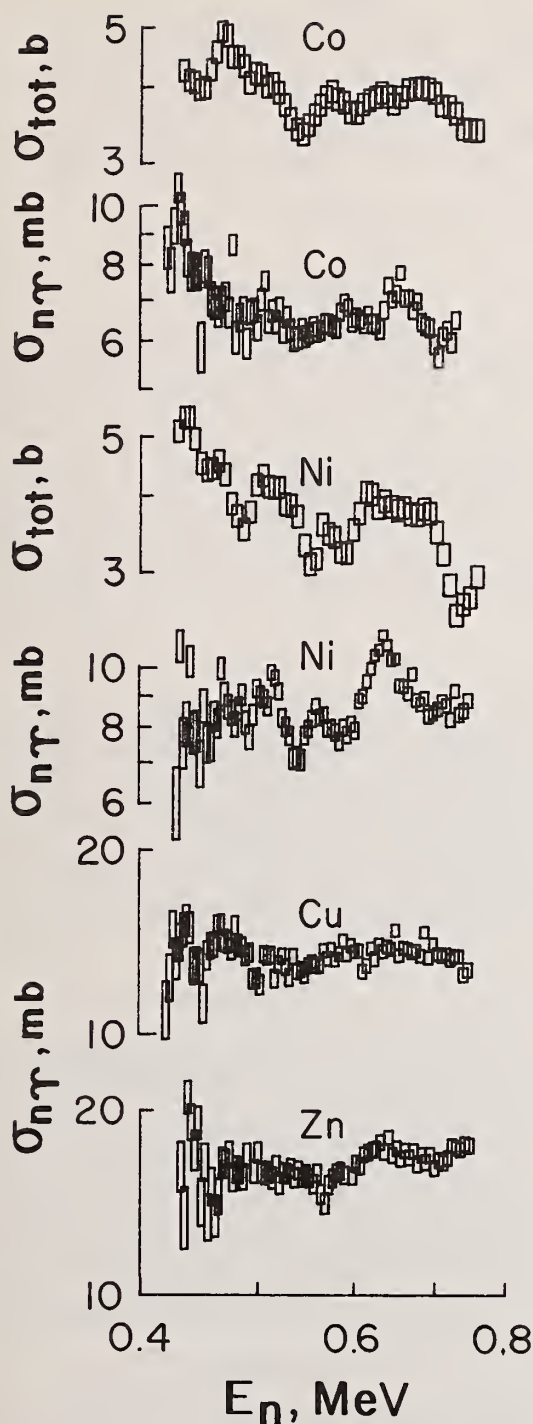 5
Co
σtot, b
3
10
Co
σnγ, mb
8
6
5
Ni
σtot, b
3
Ni
10
σnγ, mb
8
6
20
Cu
10
σnγ, mb
20
Zn
10
0.4
0.6
0.8
En, MeV